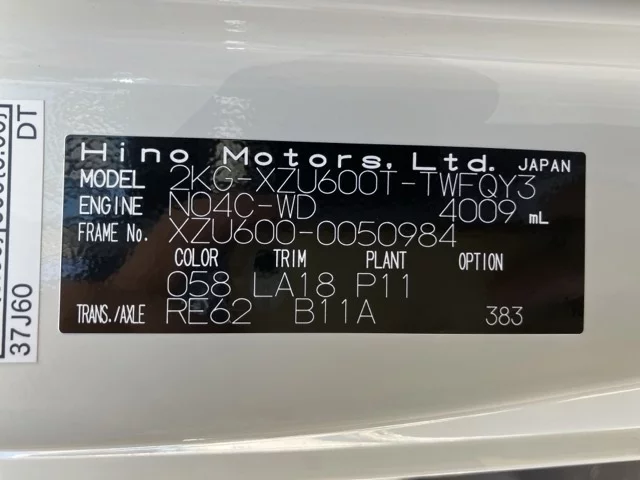 Hino Motors, Ltd. JAPAN
MODEL 2KG-XZU600T-TWFQY3
ENGINE N04C-WD 4009 mL
FRAME No. XZU600-0050984
COLOR TRIM PLANT OPTION
058 LA18 P11
TRANS./AXLE RE62 B11A 383
DT
37J60